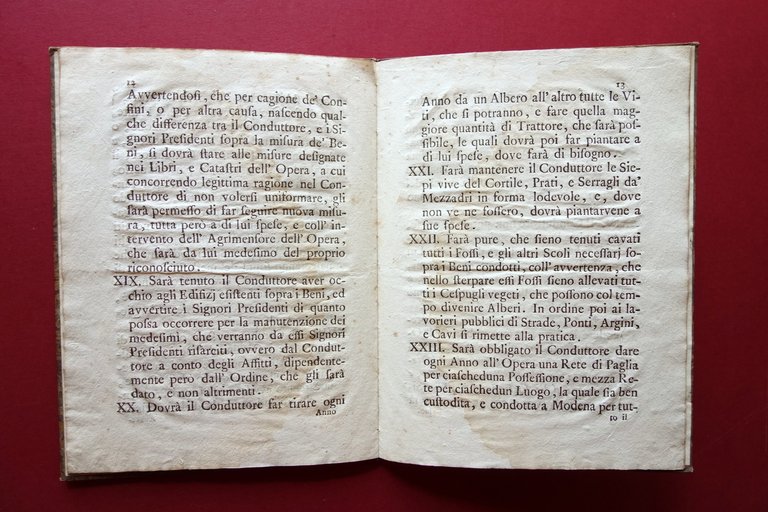 12
Avvertendoſi, che per cagione de' Con-
fini, o per altra cauſa, naſcendo qual-
che differenza tra il Conduttore, e i Si-
gnori Preſidenti ſopra la miſura de' Be-
ni, ſi dovrà ſtare alle miſure deſignate
nei Libri, e Cataſtri dell' Opera, a cui
concorrendo legittima ragione nel Con-
duttore di non volerſi uniformare, gli
ſarà permeſſo di far ſeguire nuova miſu-
ra, tutta però a di lui ſpeſe, e coll' in-
tervento dell' Agrimenſore dell' Opera,
che ſarà da lui medeſimo del proprio
riconoſciuto.
XIX. Sarà tenuto il Conduttore aver oc-
chio agli Edifizj eſiſtenti ſopra i Beni, ed
avvertire i Signori Preſidenti di quanto
poſſa occorrere per la manutenzione dei
medeſimi, che verranno da eſſi Signori
Preſidenti riſarciti, ovvero dal Condut-
tore a conto degli Affitti, dipendente-
mente però dall' Ordine, che gli ſarà
dato, e non altrimenti.
XX. Dovrà il Conduttore far tirare ogni
Anno
13
Anno da un Albero all' altro tutte le Vi-
ti, che ſi potranno, e fare quella mag-
giore quantità di Trattore, che ſarà poſ-
ſibile, le quali dovrà poi far piantare a
di lui ſpeſe, dove farà di biſogno.
XXI. Farà mantenere il Conduttore le Sie-
pi vive del Cortile, Prati, e Serragli da'
Mezzadri in forma lodevole, e, dove
non ve ne foſſero, dovrà piantarvene a
ſue ſpeſe.
XXII. Farà pure, che ſieno tenuti cavati
tutti i Foſſi, e gli altri Scoli neceſſarj ſo-
pra i Beni condotti, coll' avvertenza, che
nello ſterpare eſſi Foſſi ſieno allevati tut-
ti i Ceſpugli vegeti, che poſſono col tem-
po divenire Alberi. In ordine poi ai la-
vorieri pubblici di Strade, Ponti, Argini,
e Cavi ſi rimette alla pratica.
XXIII. Sarà obbligato il Conduttore dare
ogni Anno all' Opera una Rete di Paglia
per ciaſcheduna Poſſeſſione, e mezza Re-
te per ciaſchedun Luogo, la quale ſia ben
cuſtodita, e condotta a Modena per tut-
to il